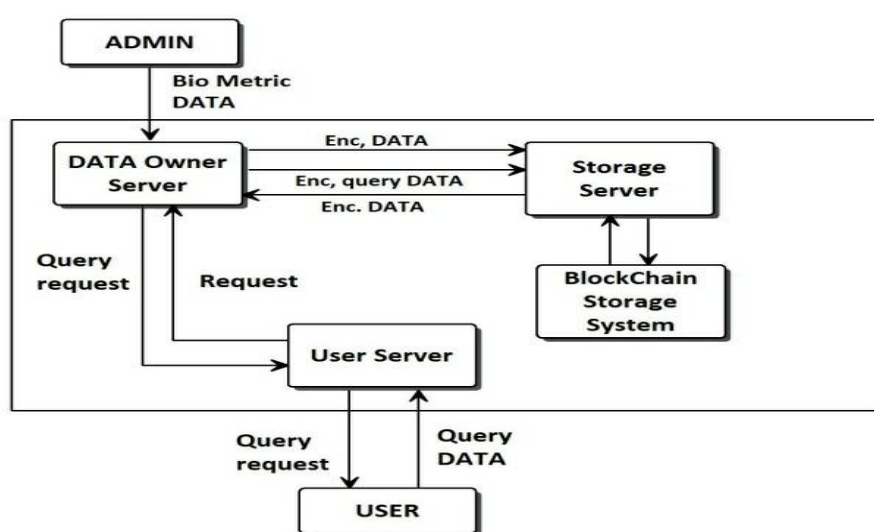 ADMIN
Bio Metric
DATA
DATA Owner
Server
Enc, DATA
Enc, query DATA
Enc. DATA
Storage
Server
Query
request
Request
BlockChain
Storage
System
User Server
Query
request
Query
DATA
USER